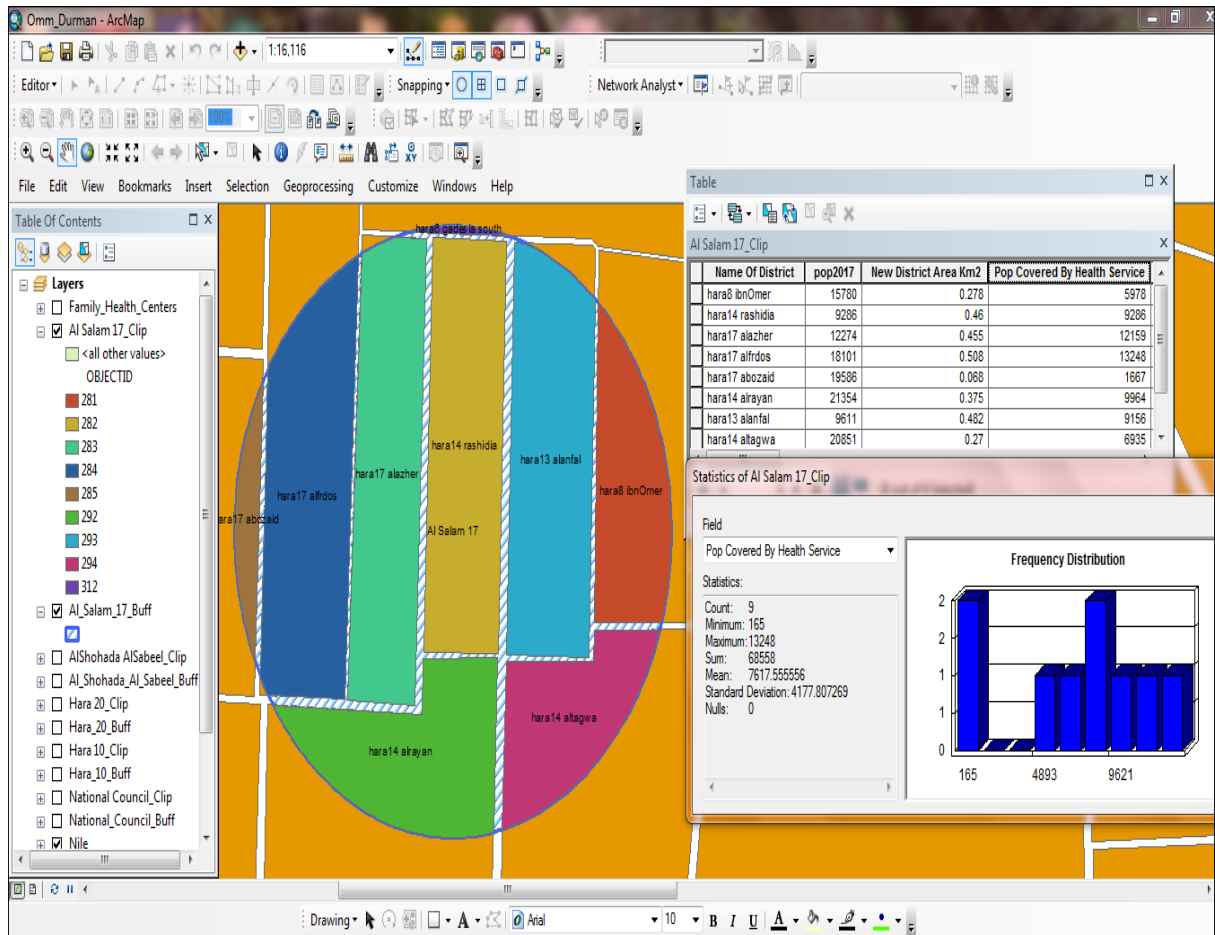 Omm_Durman - ArcMap
1:16,116
Editor
Snapping
Network Analyst
100%
File Edit View Bookmarks Insert Selection Geoprocessing Customize Windows Help
Table Of Contents
Layers
Family_Health_Centers
Al Salam 17_Clip
<all other values>
OBJECTID
281
282
283
284
285
292
293
294
312
Al_Salam_17_Buff
AlShohada AlSabeel_Clip
Al_Shohada_Al_Sabeel_Buff
Hara 20_Clip
Hara_20_Buff
Hara 10_Clip
Hara_10_Buff
National Council_Clip
National_Council_Buff
Nile
hara6 gadesia south
hara14 rashidia
hara13 alanfal
hara17 alazher
hara17 alfrdos
hara8 ibnOmer
hara17 abozaid
Al Salam 17
hara14 altagwa
hara14 alrayan
Table
Al Salam 17_Clip
Name Of District pop2017 New District Area Km2 Pop Covered By Health Service
hara8 ibnOmer 15780 0.278 5978
hara14 rashidia 9286 0.46 9286
hara17 alazher 12274 0.455 12159
hara17 alfrdos 18101 0.508 13248
hara17 abozaid 19586 0.068 1667
hara14 alrayan 21354 0.375 9964
hara13 alanfal 9611 0.482 9156
hara14 altagwa 20851 0.27 6935
Statistics of Al Salam 17_Clip
Field
Pop Covered By Health Service
Statistics:
Count: 9
Minimum: 165
Maximum: 13248
Sum: 68558
Mean: 7617.555556
Standard Deviation: 4177.807269
Nulls: 0
Frequency Distribution
2
2
1
1
0
165 4893 9621
Drawing
A
Arial
10
B I U A